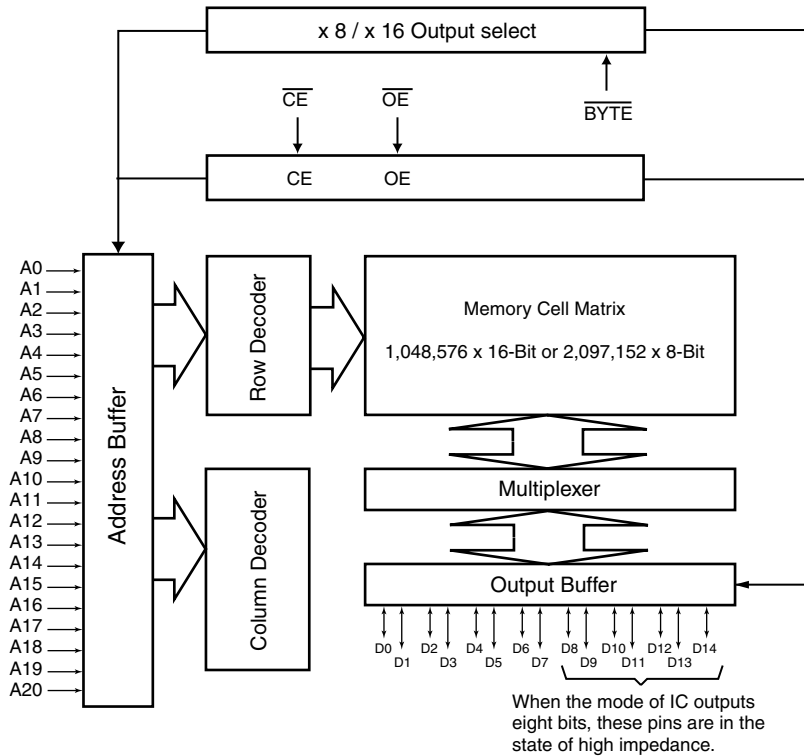 x 8 / x 16 Output select
CE
OE
BYTE
CE
OE
A0
A1
A2
A3
A4
A5
A6
A7
A8
A9
A10
A11
A12
A13
A14
A15
A16
A17
A18
A19
A20
Address Buffer
Row Decoder
Column Decoder
Memory Cell Matrix
1,048,576 x 16-Bit or 2,097,152 x 8-Bit
Multiplexer
Output Buffer
D0 D2 D4 D6 D8 D10 D12 D14
D1 D3 D5 D7 D9 D11 D13
When the mode of IC outputs
eight bits, these pins are in the
state of high impedance.